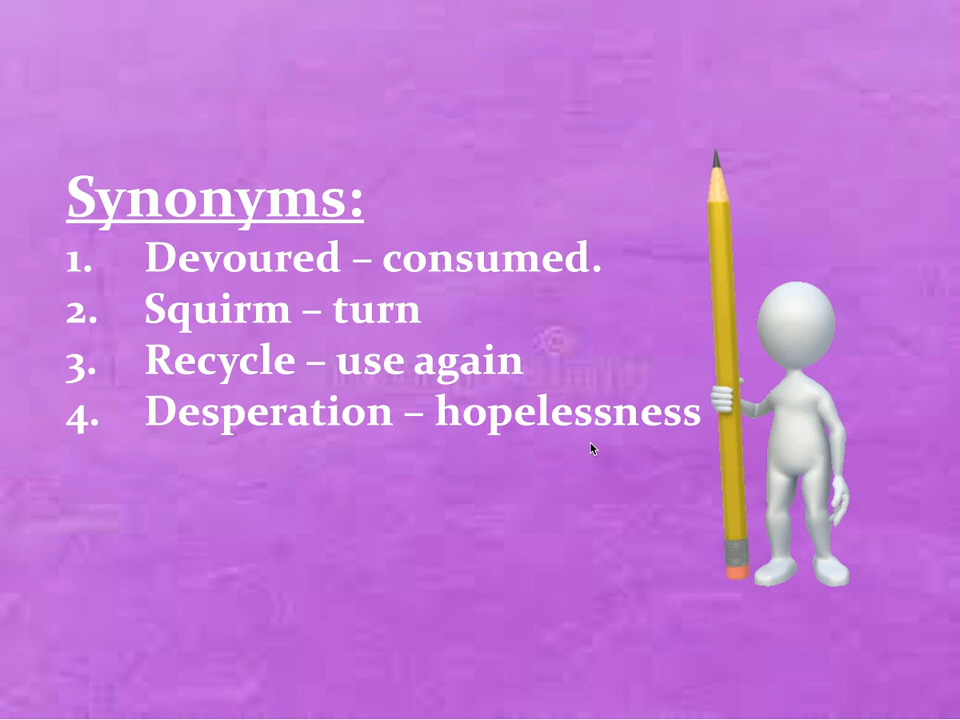 Synonyms:
1. Devoured – consumed.
2. Squirm – turn
3. Recycle – use again
4. Desperation – hopelessness